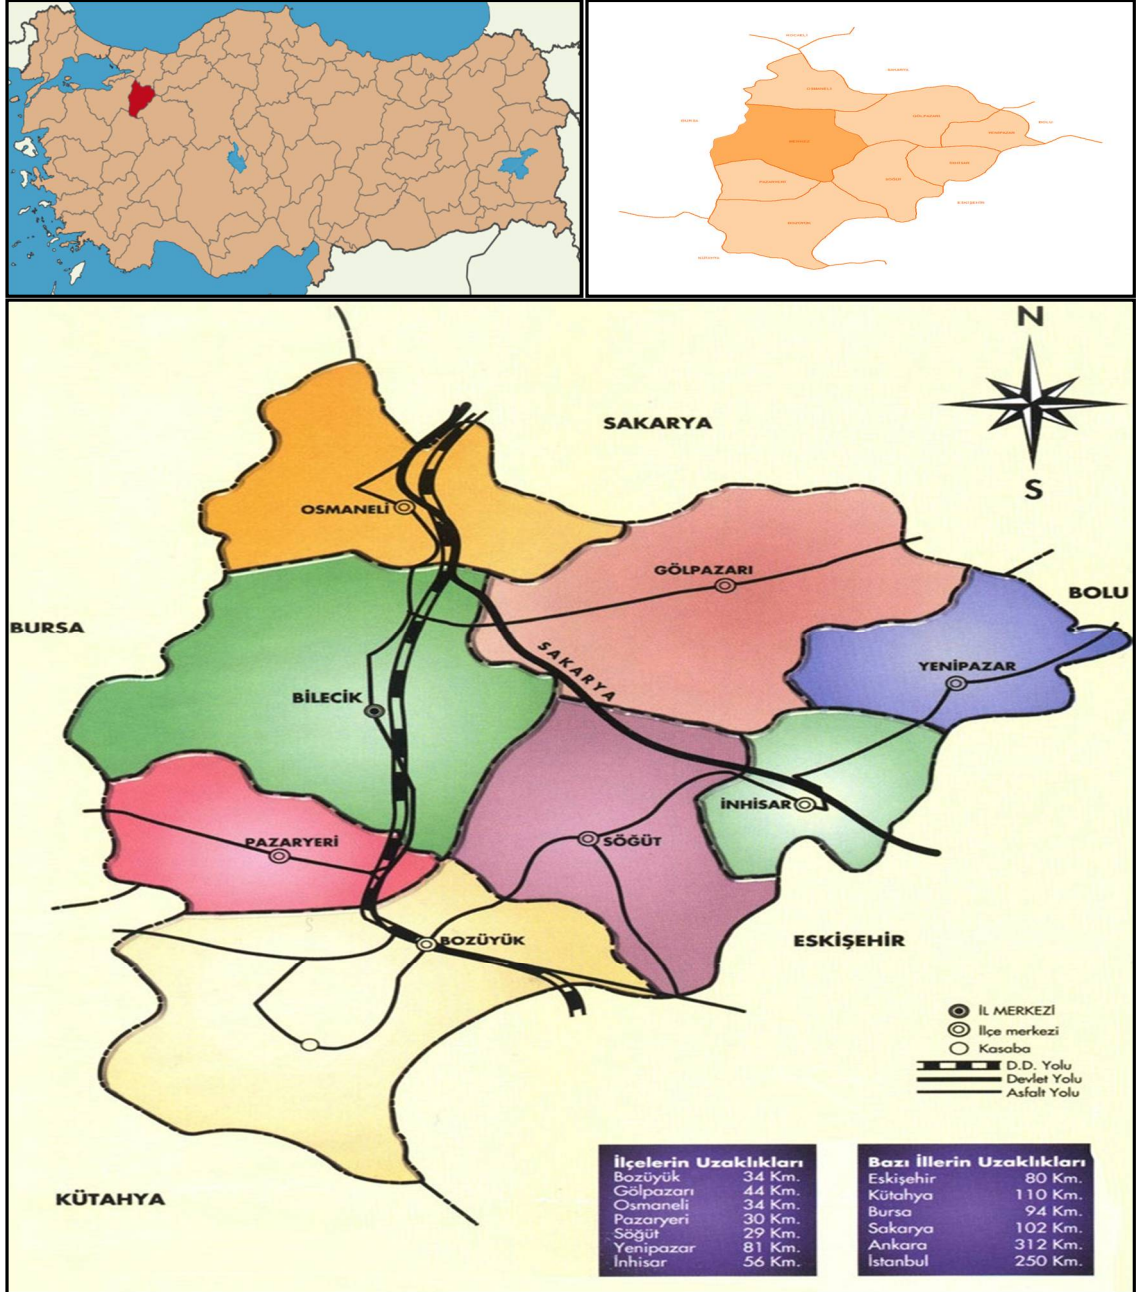 N
SAKARYA
S
OSMANELİ
GÖLPAZARI
BOLU
BURSA
SAKARYA
YENİPAZAR
BİLECİK
İNHİSAR
PAZARYERİ
SÖĞÜT
BOZÜYÜK
ESKİŞEHİR
İL MERKEZİ
İlçe merkezi
Kasaba
D.D. Yolu
Devlet Yolu
Asfalt Yolu
KÜTAHYA
İlçelerin Uzaklıkları
Bozüyük 34 Km.
Gölpazarı 44 Km.
Osmaneli 34 Km.
Pazaryeri 30 Km.
Söğüt 29 Km.
Yenipazar 81 Km.
İnhisar 56 Km.
Bazı İllerin Uzaklıkları
Eskişehir 80 Km.
Kütahya 110 Km.
Bursa 94 Km.
Sakarya 102 Km.
Ankara 312 Km.
İstanbul 250 Km.